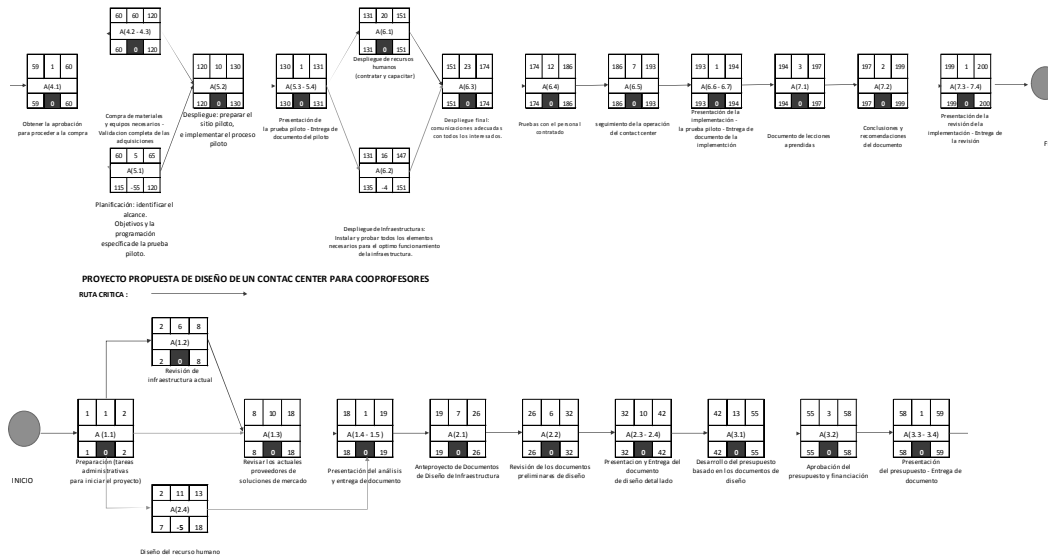 60 60 120
A(4.2 - 4.3)
60 0 120
131 20 151
A(6.1)
131 0 151
Despliegue de recursos
humanos
(contratar y capacitar)
59 1 60
A(4.1)
59 0 60
Obtener la aprobación
para proceder a la compra
Compra de materiales
y equipos necesarios -
Validacion completa de las
adquisiciones
120 10 130
A(5.2)
120 0 130
Despliegue: preparar el
sitio piloto,
e implementar el proceso
piloto
130 1 131
A(5.3 - 5.4)
130 0 131
Presentación de
la prueba piloto - Entrega de
documento del piloto
151 23 174
A(6.3)
151 0 174
Despliegue final:
comunicaciones adecuadas
con todos los interesados.
174 12 186
A(6.4)
174 0 186
Pruebas con el personal
contratado
186 7 193
A(6.5)
186 0 193
seguimiento de la operación
del contact center
193 1 194
A(6.6 - 6.7)
193 0 194
Presentación de la
implementación -
la prueba piloto - Entrega de
documento de la
implementción
194 3 197
A(7.1)
194 0 197
Documento de lecciones
aprendidas
197 2 199
A(7.2)
197 0 199
Conclusiones y
recomendaciones
del documento
199 1 200
A(7.3 - 7.4)
199 0 200
Presentación de la
revisión de la
implementación - Entrega de
la revisión
F
60 5 65
A(5.1)
115 -55 120
Planificación: identificar el
alcance.
Objetivos y la
programación
específica de la prueba
piloto.
131 16 147
A(6.2)
135 -4 151
Despliegue de Infraestructuras:
Instalar y probar todos los elementos
necesarios para el optimo funcionamiento
de la infraestructura.
PROYECTO PROPUESTA DE DISEÑO DE UN CONTAC CENTER PARA COOPROFESORES
RUTA CRITICA :
2 6 8
A(1.2)
2 0 8
Revisión de
infraestructura actual
INICIO
1 1 2
A (1.1)
1 0 2
Preparación (tareas
administrativas
para iniciar el proyecto)
8 10 18
A(1.3)
8 0 18
Revisar los actuales
proveedores de
soluciones de mercado
18 1 19
A(1.4 - 1.5 )
18 0 19
Presentación del análisis
y entrega de documento
19 7 26
A(2.1)
19 0 26
Anteproyecto de Documentos
de Diseño de Infraestructura
26 6 32
A(2.2)
26 0 32
Revisión de los documentos
preliminares de diseño
32 10 42
A(2.3 - 2.4)
32 0 42
Presentacion y Entrega del
documento
de diseño detallado
42 13 55
A(3.1)
42 0 55
Desarrollo del presupuesto
basado en los documentos de
diseño
55 3 58
A(3.2)
55 0 58
Aprobación del
presupuesto y financiación
58 1 59
A(3.3 - 3.4)
58 0 59
Presentación
del presupuesto - Entrega de
documento
2 11 13
A(2.4)
7 -5 18
Diseño del recurso humano